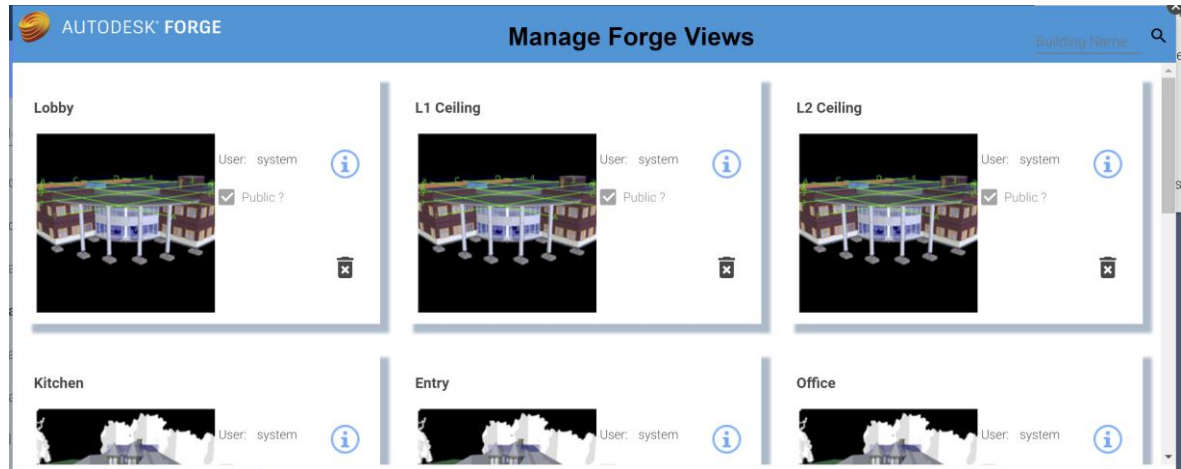 AUTODESK® FORGE
Manage Forge Views
Building Name
Lobby
User: system
Public ?
L1 Ceiling
User: system
Public ?
L2 Ceiling
User: system
Public ?
Kitchen
User: system
Entry
User: system
Office
User: system